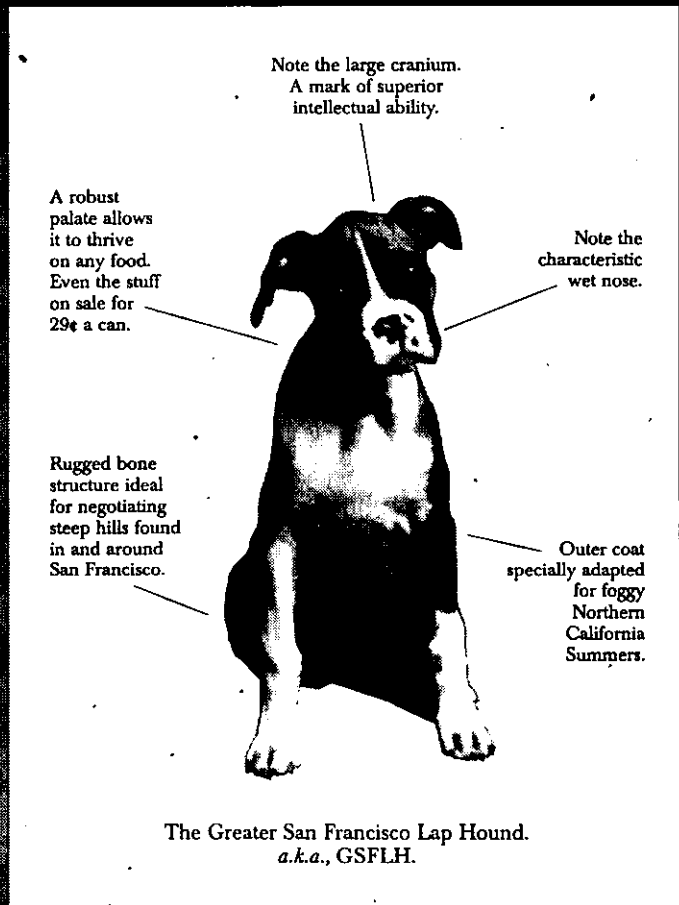 Note the large cranium.
A mark of superior
intellectual ability.
A robust
palate allows
it to thrive
on any food.
Even the stuff
on sale for
29¢ a can.
Note the
characteristic
wet nose.
Rugged bone
structure ideal
for negotiating
steep hills found
in and around
San Francisco.
Outer coat
specially adapted
for foggy
Northern
California
Summers.
The Greater San Francisco Lap Hound.
a.k.a., GSFLH.